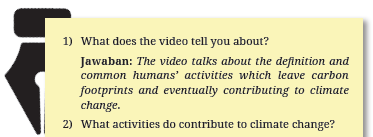 1) What does the video tell you about?
Jawaban: The video talks about the definition and
common humans' activities which leave carbon
footprints and eventually contributing to climate
change.
2) What activities do contribute to climate change?